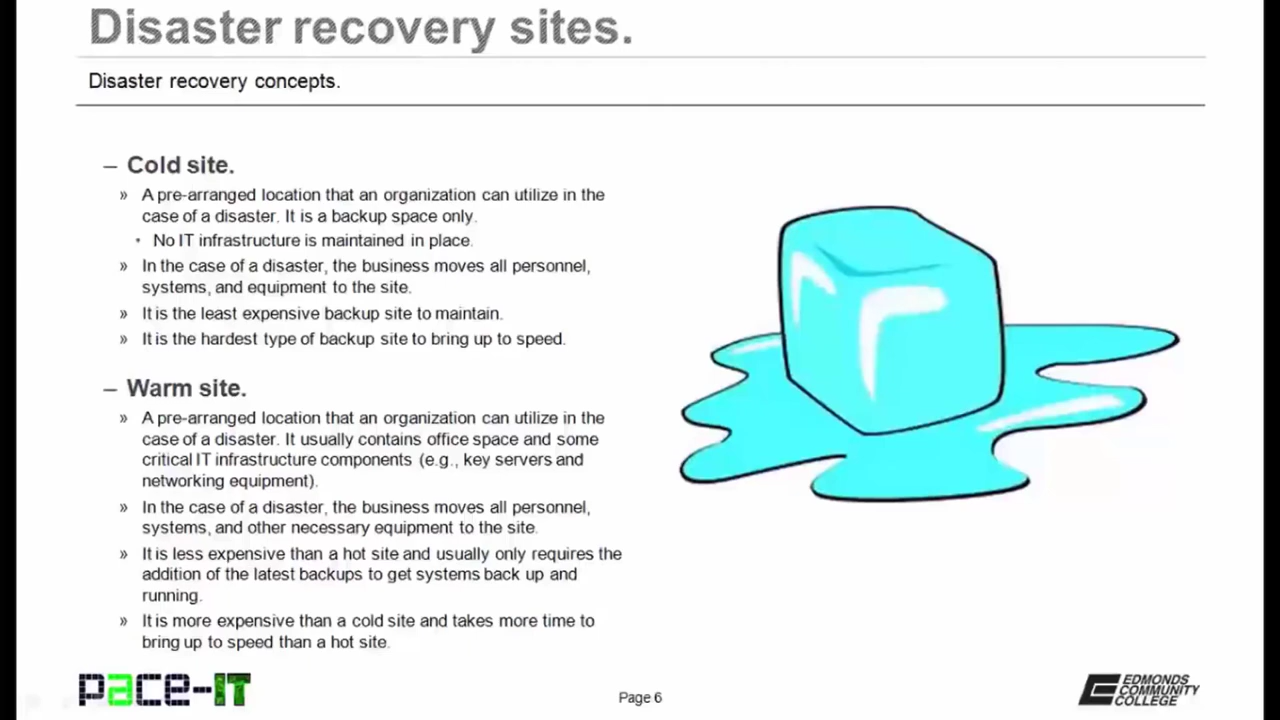 Disaster recovery sites.
Disaster recovery concepts.
– Cold site.
» A pre-arranged location that an organization can utilize in the
case of a disaster. It is a backup space only.
• No IT infrastructure is maintained in place.
» In the case of a disaster, the business moves all personnel,
systems, and equipment to the site.
» It is the least expensive backup site to maintain.
» It is the hardest type of backup site to bring up to speed.
– Warm site.
» A pre-arranged location that an organization can utilize in the
case of a disaster. It usually contains office space and some
critical IT infrastructure components (e.g., key servers and
networking equipment).
» In the case of a disaster, the business moves all personnel,
systems, and other necessary equipment to the site.
» It is less expensive than a hot site and usually only requires the
addition of the latest backups to get systems back up and
running.
» It is more expensive than a cold site and takes more time to
bring up to speed than a hot site.
pace-IT
Page 6
EDMONDS
COMMUNITY
COLLEGE